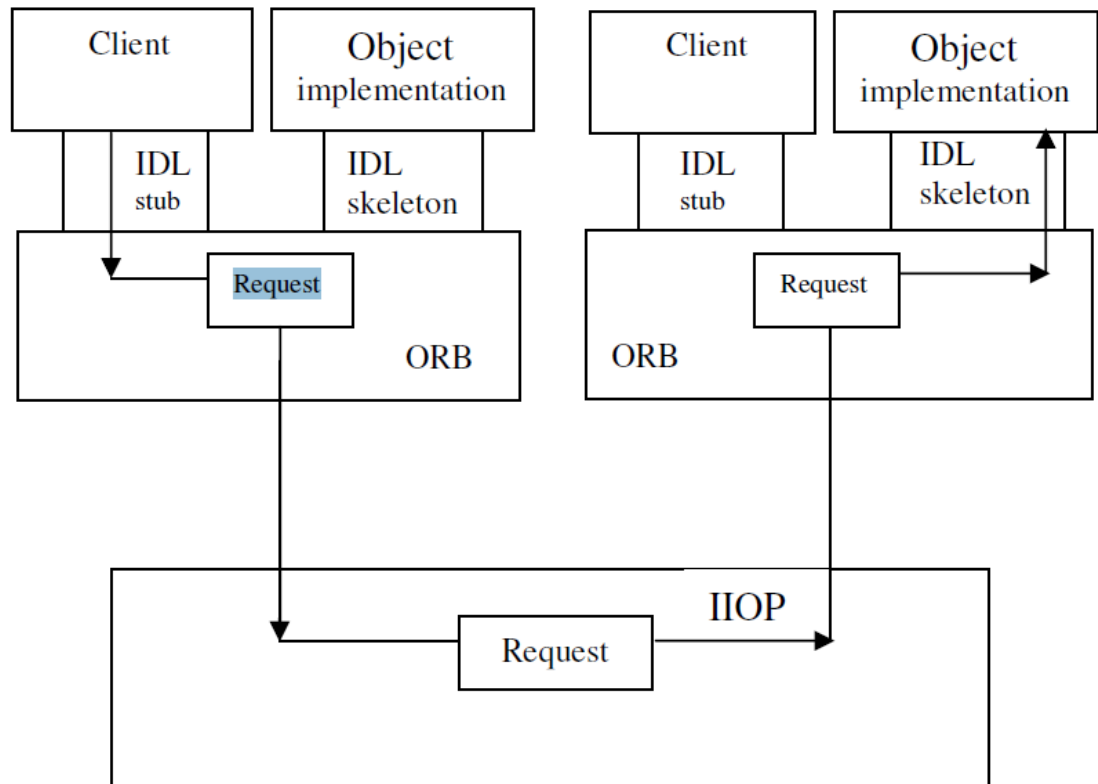 Client
Object
implementation
Client
Object
implementation
IDL
stub
IDL
skeleton
IDL
stub
IDL
skeleton
Request
ORB
Request
ORB
IIOP
Request